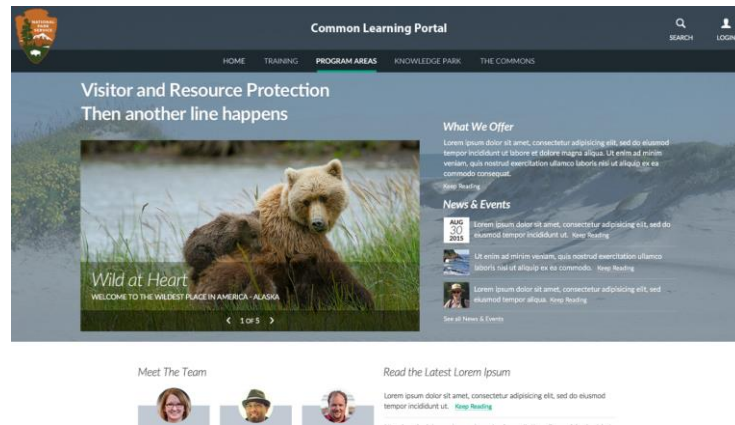 NATIONAL
PARK
SERVICE
Common Learning Portal
SEARCH
LOGIN
HOME
TRAINING
PROGRAM AREAS
KNOWLEDGE PARK
THE COMMONS
Visitor and Resource Protection
Then another line happens
Wild at Heart
WELCOME TO THE WILDEST PLACE IN AMERICA - ALASKA
1 OF 5
What We Offer
Lorem ipsum dolor sit amet, consectetur adipisicing elit, sed do eiusmod
tempor incididunt ut labore et dolore magna aliqua. Ut enim ad minim
veniam, quis nostrud exercitation ullamco laboris nisi ut aliquip ex ea
commodo consequat.
Keep Reading
News & Events
AUG
30
2015
Lorem ipsum dolor sit amet, consectetur adipisicing elit, sed do
eiusmod tempor incididunt ut. Keep Reading
Ut enim ad minim veniam, quis nostrud exercitation ullamco
laboris nisi ut aliquip ex ea commodo. Keep Reading
Lorem ipsum dolor sit amet, consectetur adipisicing elit, sed
eiusmod tempor aliqua. Keep Reading
See all News & Events
Meet The Team
Read the Latest Lorem Ipsum
Lorem ipsum dolor sit amet, consectetur adipisicing elit, sed do eiusmod
tempor incididunt ut. Keep Reading